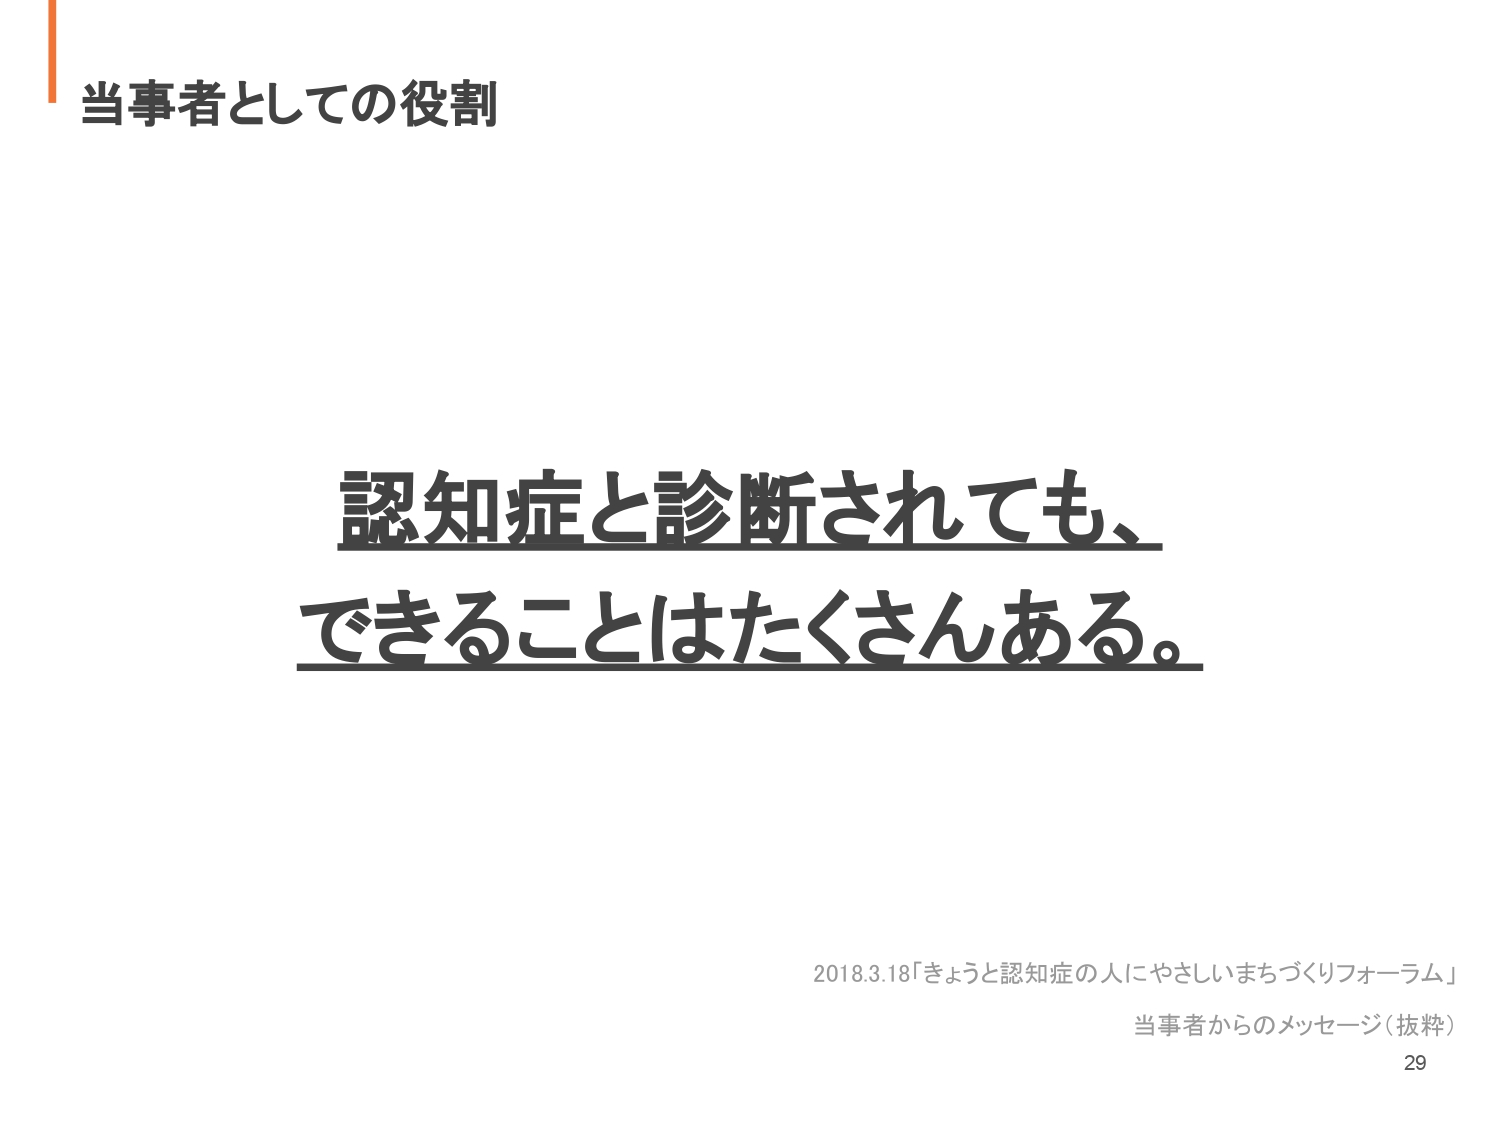 当事者としての役割
認知症と診断されても、
できることはたくさんある。
2018.3.18「きょうと認知症の人にやさしいまちづくりフォーラム」
当事者からのメッセージ（抜粋）
29